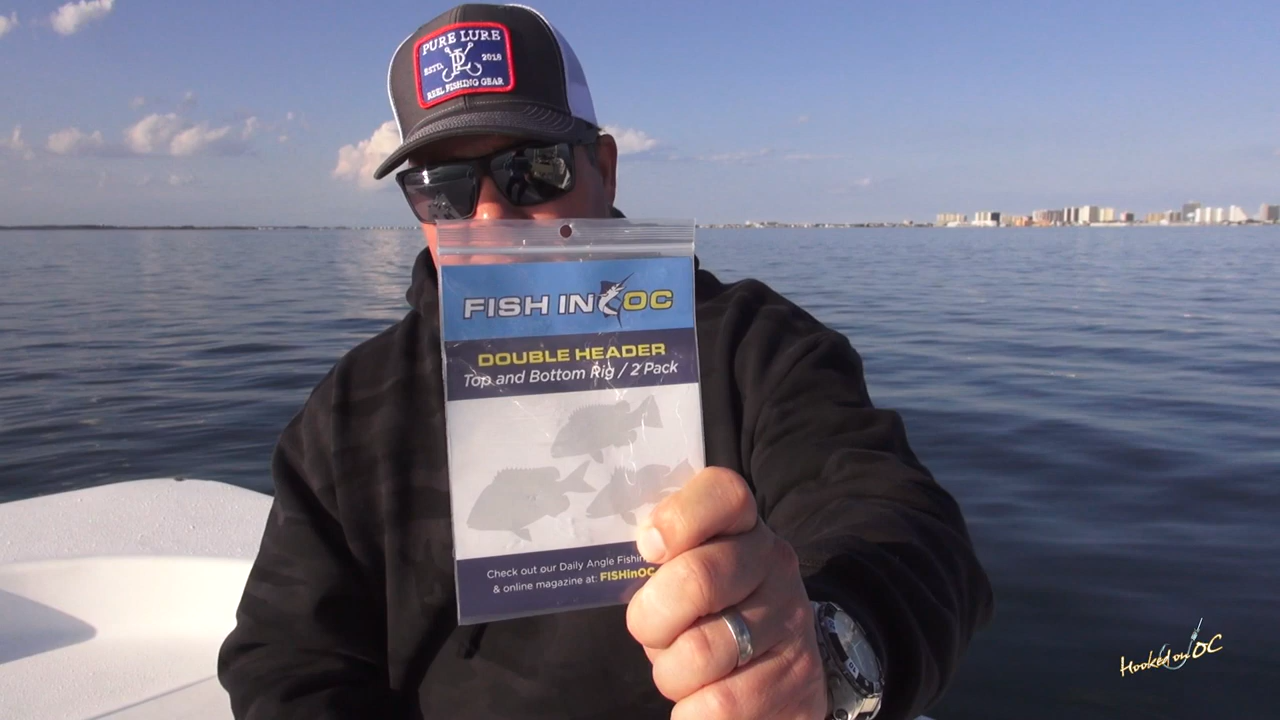 PURE LURE
ESTD. 2018
REEL FISHING GEAR
FISH IN OC
DOUBLE HEADER
Top and Bottom Rig / 2 Pack
Check out our Daily Angle Fishin
& online magazine at: FISHinOC
Hooked on OC